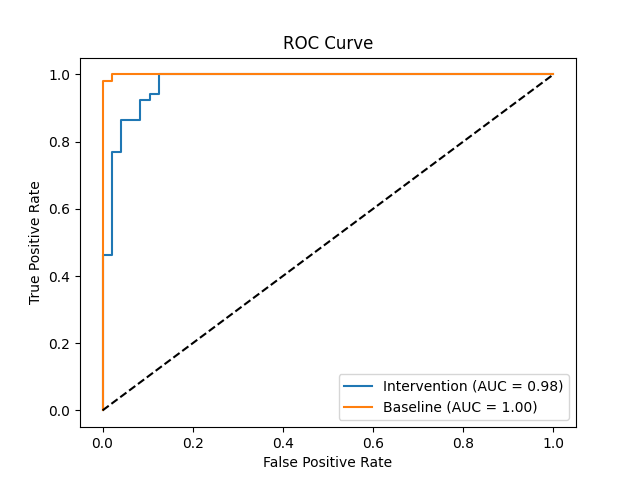 ROC Curve
1.0
0.8
0.6
0.4
0.2
0.0
True Positive Rate
0.0 0.2 0.4 0.6 0.8 1.0
False Positive Rate
Intervention (AUC = 0.98)
Baseline (AUC = 1.00)